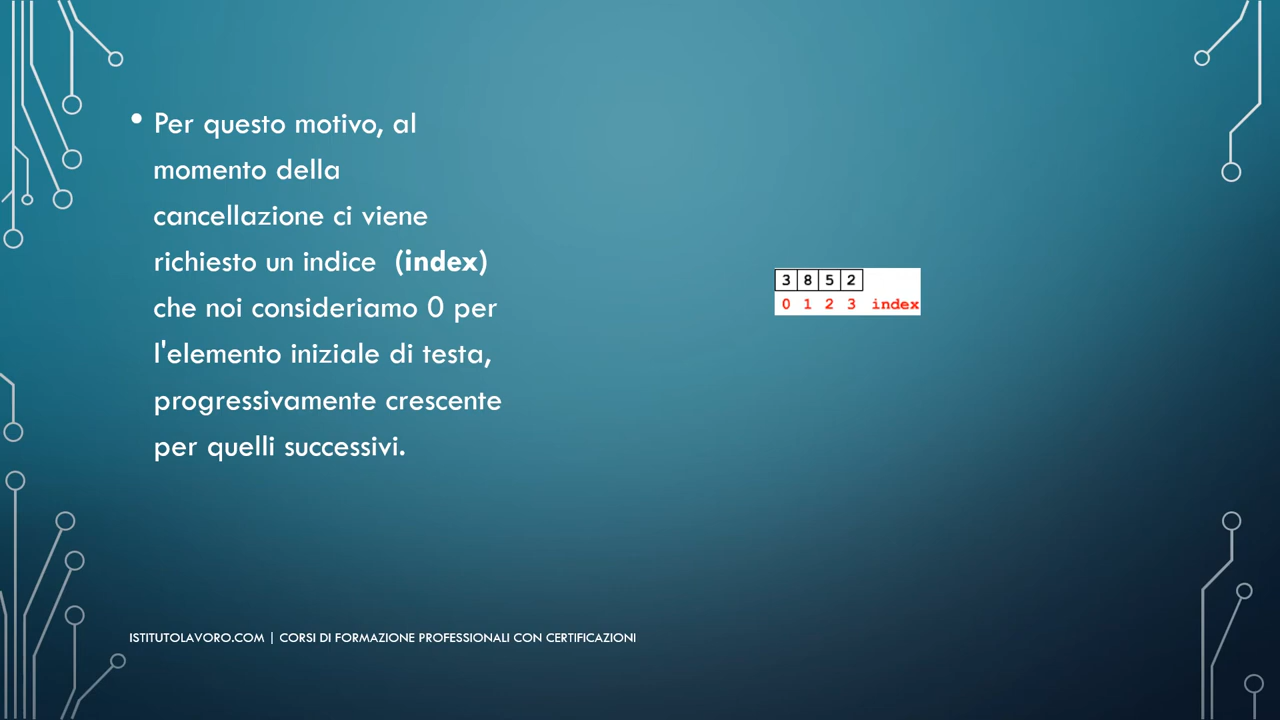 • Per questo motivo, al
momento della
cancellazione ci viene
richiesto un indice (index)
che noi consideriamo 0 per
l'elemento iniziale di testa,
progressivamente crescente
per quelli successivi.
3 8 5 2
0 1 2 3 index
ISTITUTOLAVORO.COM | CORSI DI FORMAZIONE PROFESSIONALI CON CERTIFICAZIONI